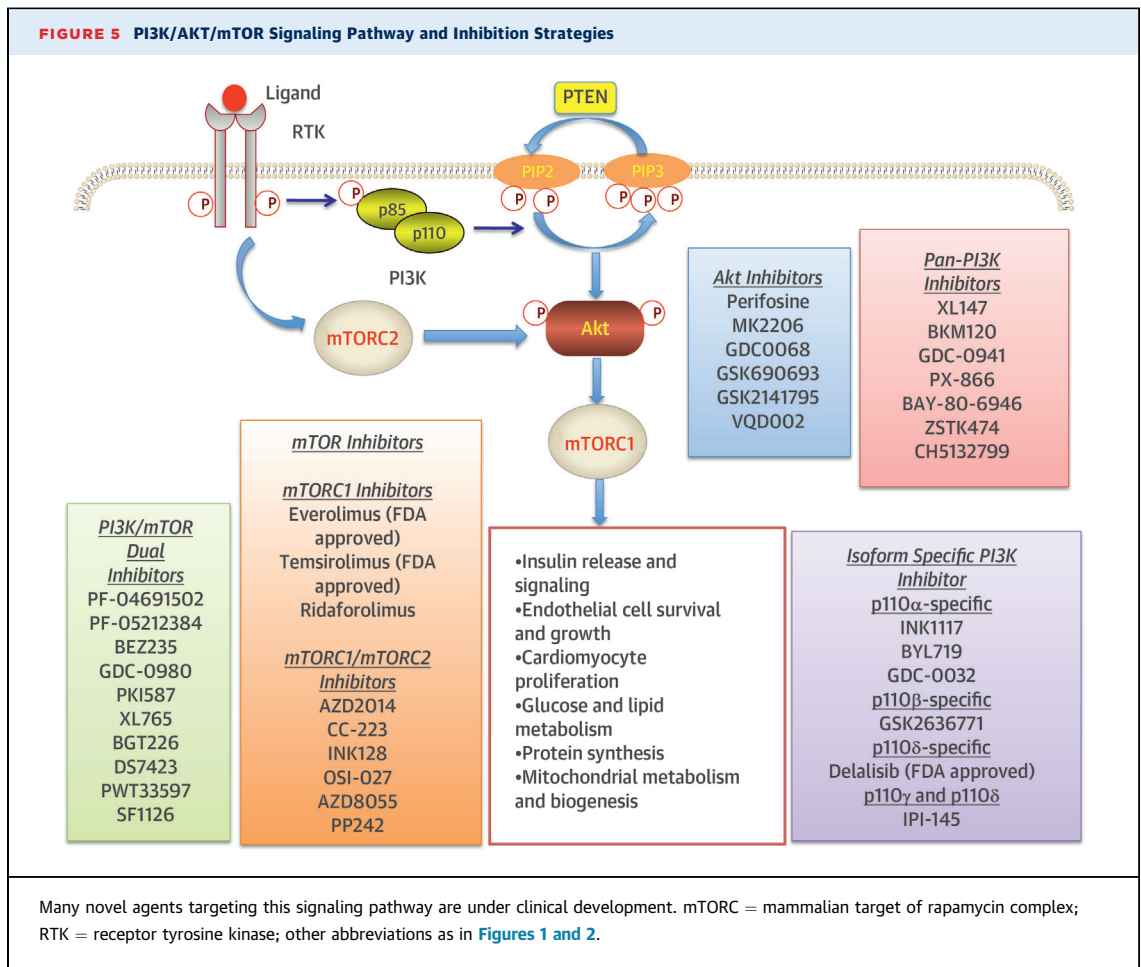 FIGURE 5 PI3K/AKT/mTOR Signaling Pathway and Inhibition Strategies
Ligand
RTK
PTEN
PIP2
PIP3
P
P
P
P
P
P
P
P
p85
p110
PI3K
mTORC2
P
Akt
P
mTORC1
Akt Inhibitors
Perifosine
MK2206
GDC0068
GSK690693
GSK2141795
VQD002
Pan-PI3K
Inhibitors
XL147
BKM120
GDC-0941
PX-866
BAY-80-6946
ZSTK474
CH5132799
PI3K/mTOR
Dual
Inhibitors
PF-04691502
PF-05212384
BEZ235
GDC-0980
PKI587
XL765
BGT226
DS7423
PWT33597
SF1126
mTOR Inhibitors
mTORC1 Inhibitors
Everolimus (FDA
approved)
Temsirolimus (FDA
approved)
Ridaforolimus
mTORC1/mTORC2
Inhibitors
AZD2014
CC-223
INK128
OSI-027
AZD8055
PP242
•Insulin release and
signaling
•Endothelial cell survival
and growth
•Cardiomyocyte
proliferation
•Glucose and lipid
metabolism
•Protein synthesis
•Mitochondrial metabolism
and biogenesis
Isoform Specific PI3K
Inhibitor
p110α-specific
INK1117
BYL719
GDC-0032
p110β-specific
GSK2636771
p110δ-specific
Delalisib (FDA approved)
p110γ and p110δ
IPI-145
Many novel agents targeting this signaling pathway are under clinical development. mTORC = mammalian target of rapamycin complex;
RTK = receptor tyrosine kinase; other abbreviations as in Figures 1 and 2.